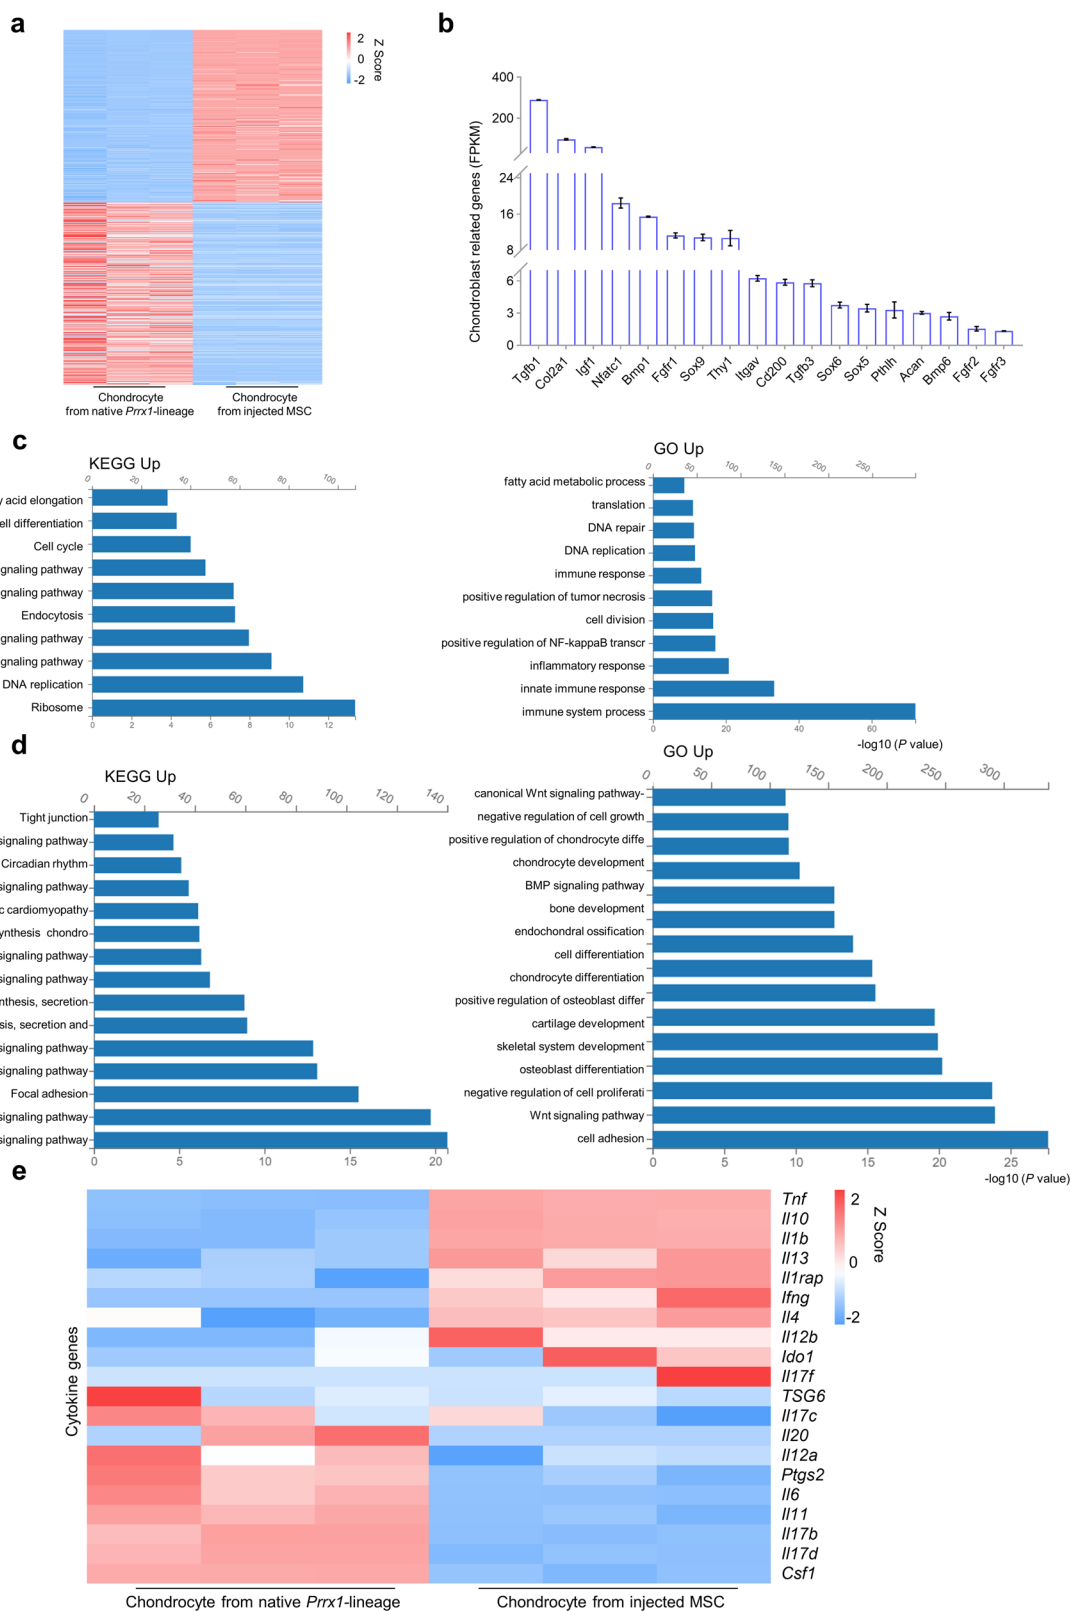 a
2
0
-2
Z Score
Chondrocyte
from native Prrx1-lineage
Chondrocyte
from injected MSC
b
Chondroblast related genes (FPKM)
400
200
24
16
8
6
3
0
Tgfb1
Col2a1
Igf1
Nfatc1
Bmp1
Fgfr1
Sox9
Thy1
Itgav
Cd200
Tgfb3
Sox6
Sox5
Pthlh
Acan
Bmp6
Fgfr2
Fgfr3
c
KEGG Up
0 20 40 60 80 100
y acid elongation
ell differentiation
Cell cycle
gnaling pathway
gnaling pathway
Endocytosis
gnaling pathway
gnaling pathway
DNA replication
Ribosome
0 2 4 6 8 10 12
GO Up
0 50 100 150 200 250
fatty acid metabolic process
translation
DNA repair
DNA replication
immune response
positive regulation of tumor necrosis
cell division
positive regulation of NF-kappaB transcr
inflammatory response
innate immune response
immune system process
0 20 40 60
-log10 (P value)
d
KEGG Up
0 20 40 60 80 100 120 140
Tight junction
signaling pathway
Circadian rhythm
signaling pathway
c cardiomyopathy
ynthesis chondro
signaling pathway
signaling pathway
nthesis, secretion
sis, secretion and
signaling pathway
signaling pathway
Focal adhesion
signaling pathway
signaling pathway
0 5 10 15 20
GO Up
0 50 100 150 200 250 300
canonical Wnt signaling pathway-
negative regulation of cell growth
positive regulation of chondrocyte diffe
chondrocyte development
BMP signaling pathway
bone development
endochondral ossification
cell differentiation
chondrocyte differentiation
positive regulation of osteoblast differ
cartilage development
skeletal system development
osteoblast differentiation
negative regulation of cell proliferati
Wnt signaling pathway
cell adhesion
0 5 10 15 20 25
-log10 (P value)
e
Cytokine genes
Tnf
Il10
Il1b
Il13
Il1rap
Ifng
Il4
Il12b
Ido1
Il17f
TSG6
Il17c
Il20
Il12a
Ptgs2
Il6
Il11
Il17b
Il17d
Csf1
2
0
-2
Z Score
Chondrocyte from native Prrx1-lineage
Chondrocyte from injected MSC